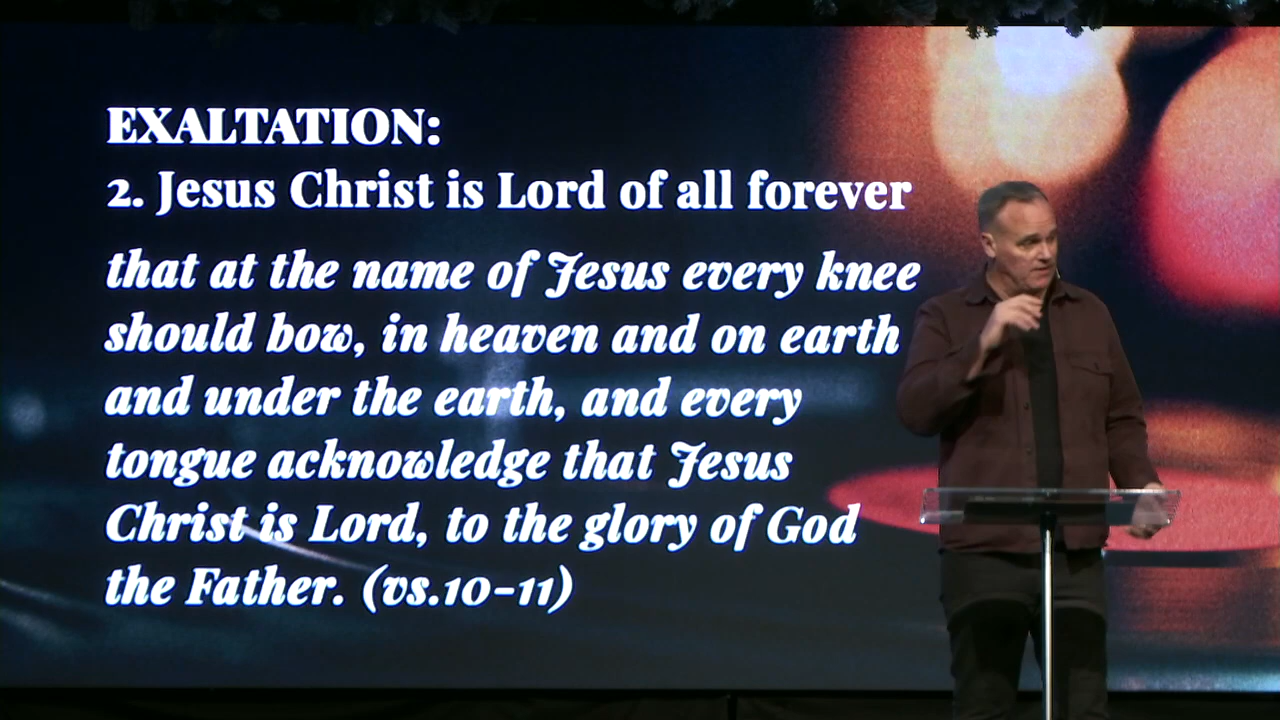 EXALTATION:
2. Jesus Christ is Lord of all forever
that at the name of Jesus every knee
should bow, in heaven and on earth
and under the earth, and every
tongue acknowledge that Jesus
Christ is Lord, to the glory of God
the Father. (vs.10-11)